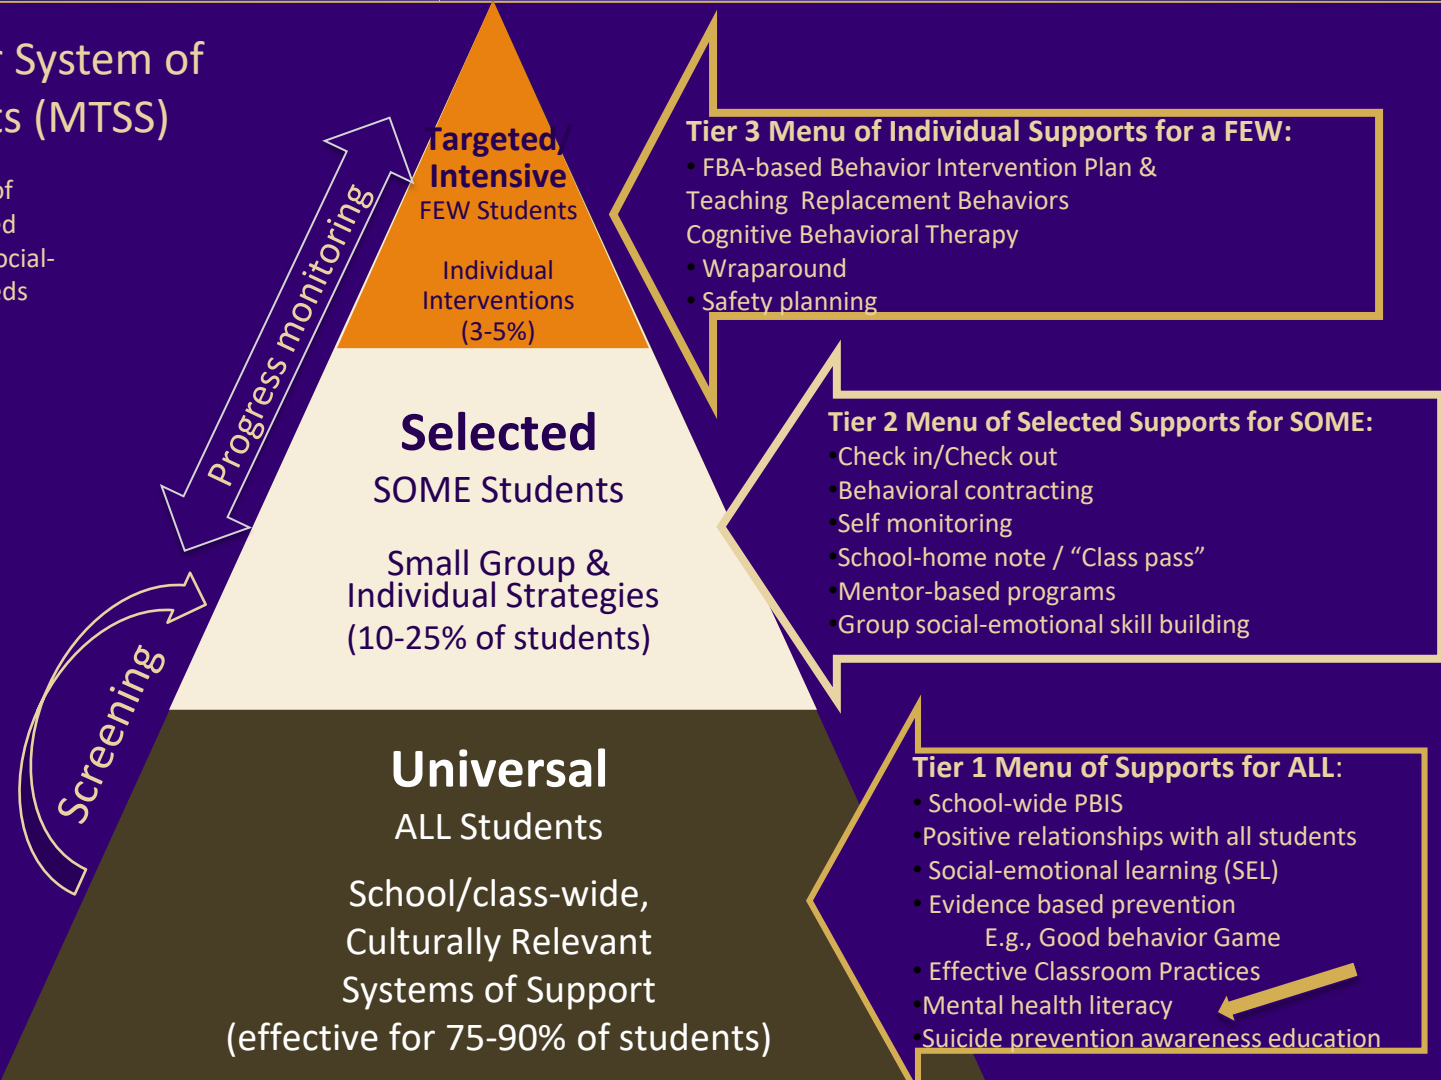 r System of
ts (MTSS)
of
ed
ocial-
eds
Progress monitoring
Screening
Targeted/
Intensive
FEW Students
Individual
Interventions
(3-5%)
Selected
SOME Students
Small Group &
Individual Strategies
(10-25% of students)
Universal
ALL Students
School/class-wide,
Culturally Relevant
Systems of Support
(effective for 75-90% of students)
Tier 3 Menu of Individual Supports for a FEW:
• FBA-based Behavior Intervention Plan &
Teaching Replacement Behaviors
Cognitive Behavioral Therapy
• Wraparound
• Safety planning
Tier 2 Menu of Selected Supports for SOME:
•Check in/Check out
•Behavioral contracting
•Self monitoring
•School-home note / “Class pass”
•Mentor-based programs
•Group social-emotional skill building
Tier 1 Menu of Supports for ALL:
• School-wide PBIS
•Positive relationships with all students
• Social-emotional learning (SEL)
• Evidence based prevention
E.g., Good behavior Game
• Effective Classroom Practices
•Mental health literacy
•Suicide prevention awareness education